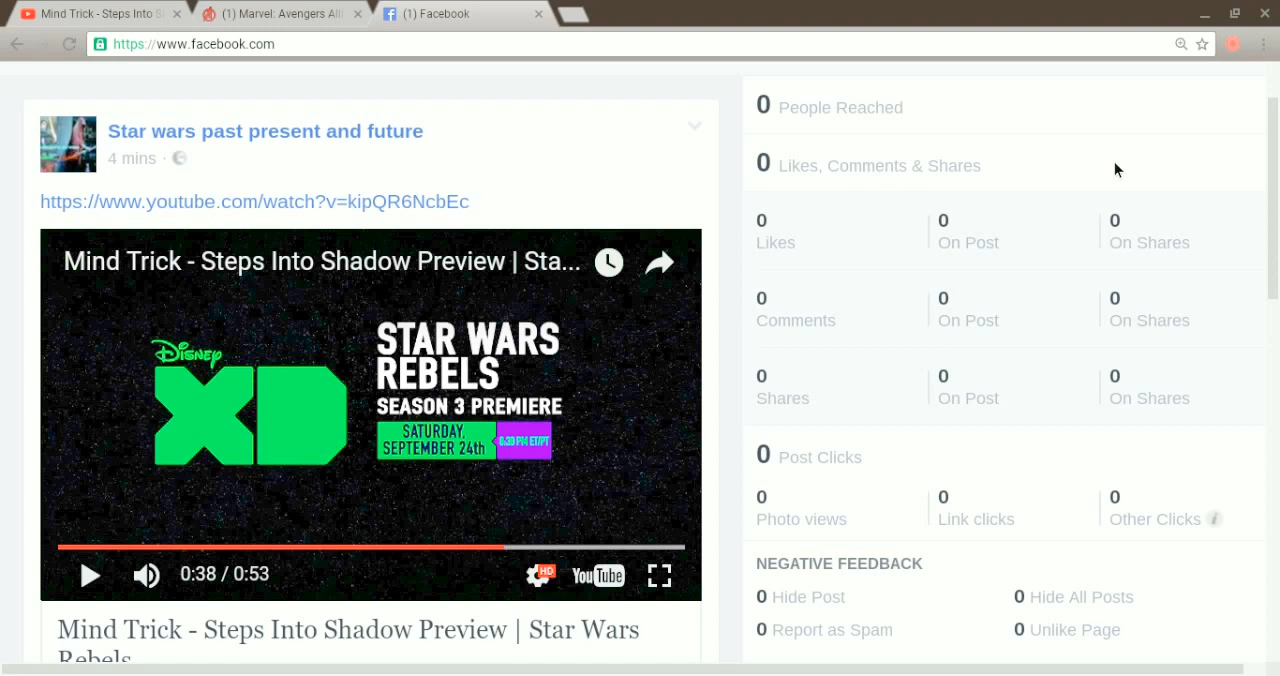 Mind Trick - Steps Into S
(1) Marvel: Avengers Alli
(1) Facebook
https://www.facebook.com
Star wars past present and future
4 mins ·
https://www.youtube.com/watch?v=kipQR6NcbEc
Mind Trick - Steps Into Shadow Preview | Sta...
Disney
XD
STAR WARS
REBELS
SEASON 3 PREMIERE
SATURDAY,
SEPTEMBER 24th
8:30 PM ET/PT
0:38 / 0:53
HD
YouTube
Mind Trick - Steps Into Shadow Preview | Star Wars
Rebels
0 People Reached
0 Likes, Comments & Shares
0 0 0
Likes On Post On Shares
0 0 0
Comments On Post On Shares
0 0 0
Shares On Post On Shares
0 Post Clicks
0 0 0
Photo views Link clicks Other Clicks i
NEGATIVE FEEDBACK
0 Hide Post 0 Hide All Posts
0 Report as Spam 0 Unlike Page